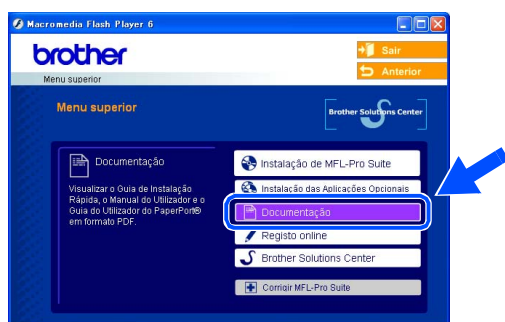 Macromedia Flash Player 6
brother
Sair
Anterior
Menu superior
Menu superior
Brother Solutions Center
Documentação
Visualizar o Guia de Instalação
Rápida, o Manual do Utilizador e o
Guia do Utilizador do PaperPort®
em formato PDF.
Instalação de MFL-Pro Suite
Instalação das Aplicações Opcionais
Documentação
Registo online
Brother Solutions Center
Corrigir MFL-Pro Suite